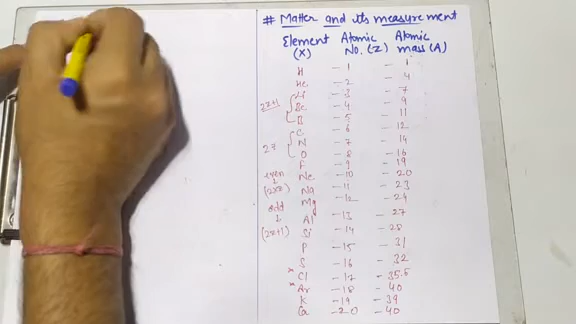 # Matter and its measurement
Element Atomic Atomic
(X) No. (Z) mass (A)
H - 1 - 1
He - 2 - 4
Li - 3 - 7
2z+1 Be - 4 - 9
B - 5 - 11
C - 6 - 12
2z N - 7 - 14
O - 8 - 16
F - 9 - 19
even Ne - 10 - 20
(2xz) Na - 11 - 23
Mg - 12 - 24
odd Al - 13 - 27
(2z+1) Si - 14 - 28
P - 15 - 31
S - 16 - 32
* Cl - 17 - 35.5
* Ar - 18 - 40
K - 19 - 39
Ca - 20 - 40